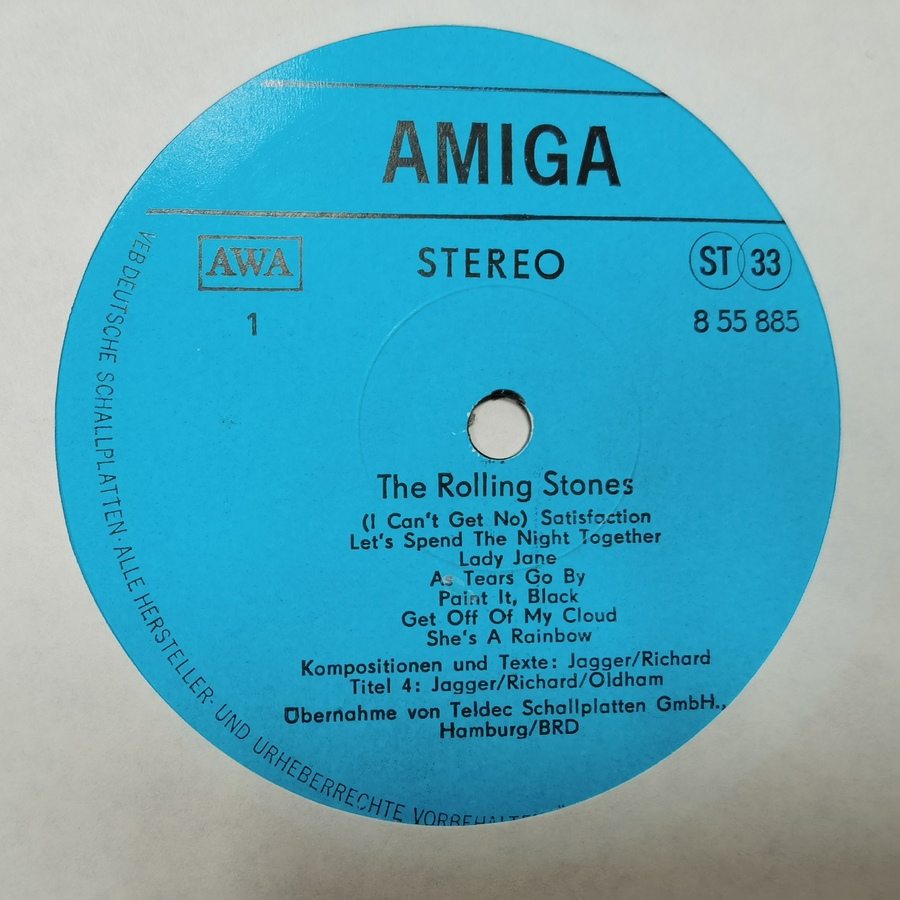 AMIGA
AWA
STEREO
ST 33
1
8 55 885
The Rolling Stones
(I Can't Get No) Satisfaction
Let's Spend The Night Together
Lady Jane
As Tears Go By
Paint It, Black
Get Off Of My Cloud
She's A Rainbow
Kompositionen und Texte: Jagger/Richard
Titel 4: Jagger/Richard/Oldham
Übernahme von Teldec Schallplatten GmbH.,
Hamburg/BRD
VEB DEUTSCHE SCHALLPLATTEN · ALLE HERSTELLER- UND URHEBERRECHTE VORBEHALTEN